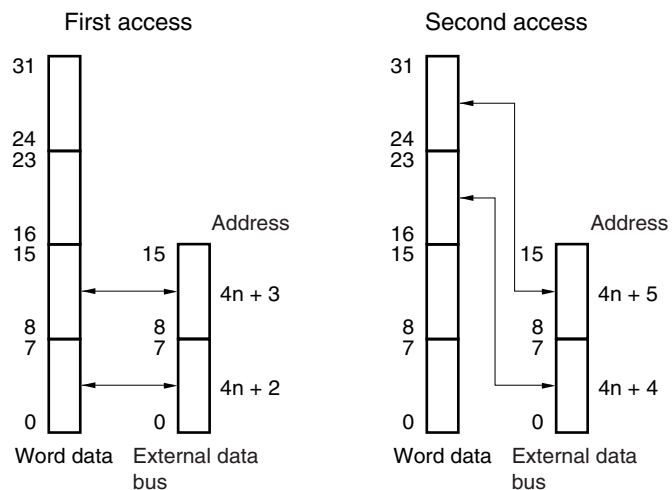 First access
31
24
23
16
15
8
7
0
Address
15
4n + 3
8
7
4n + 2
0
Word data
External data
bus
Second access
31
24
23
16
15
8
7
0
Address
15
4n + 5
8
7
4n + 4
0
Word data
External data
bus